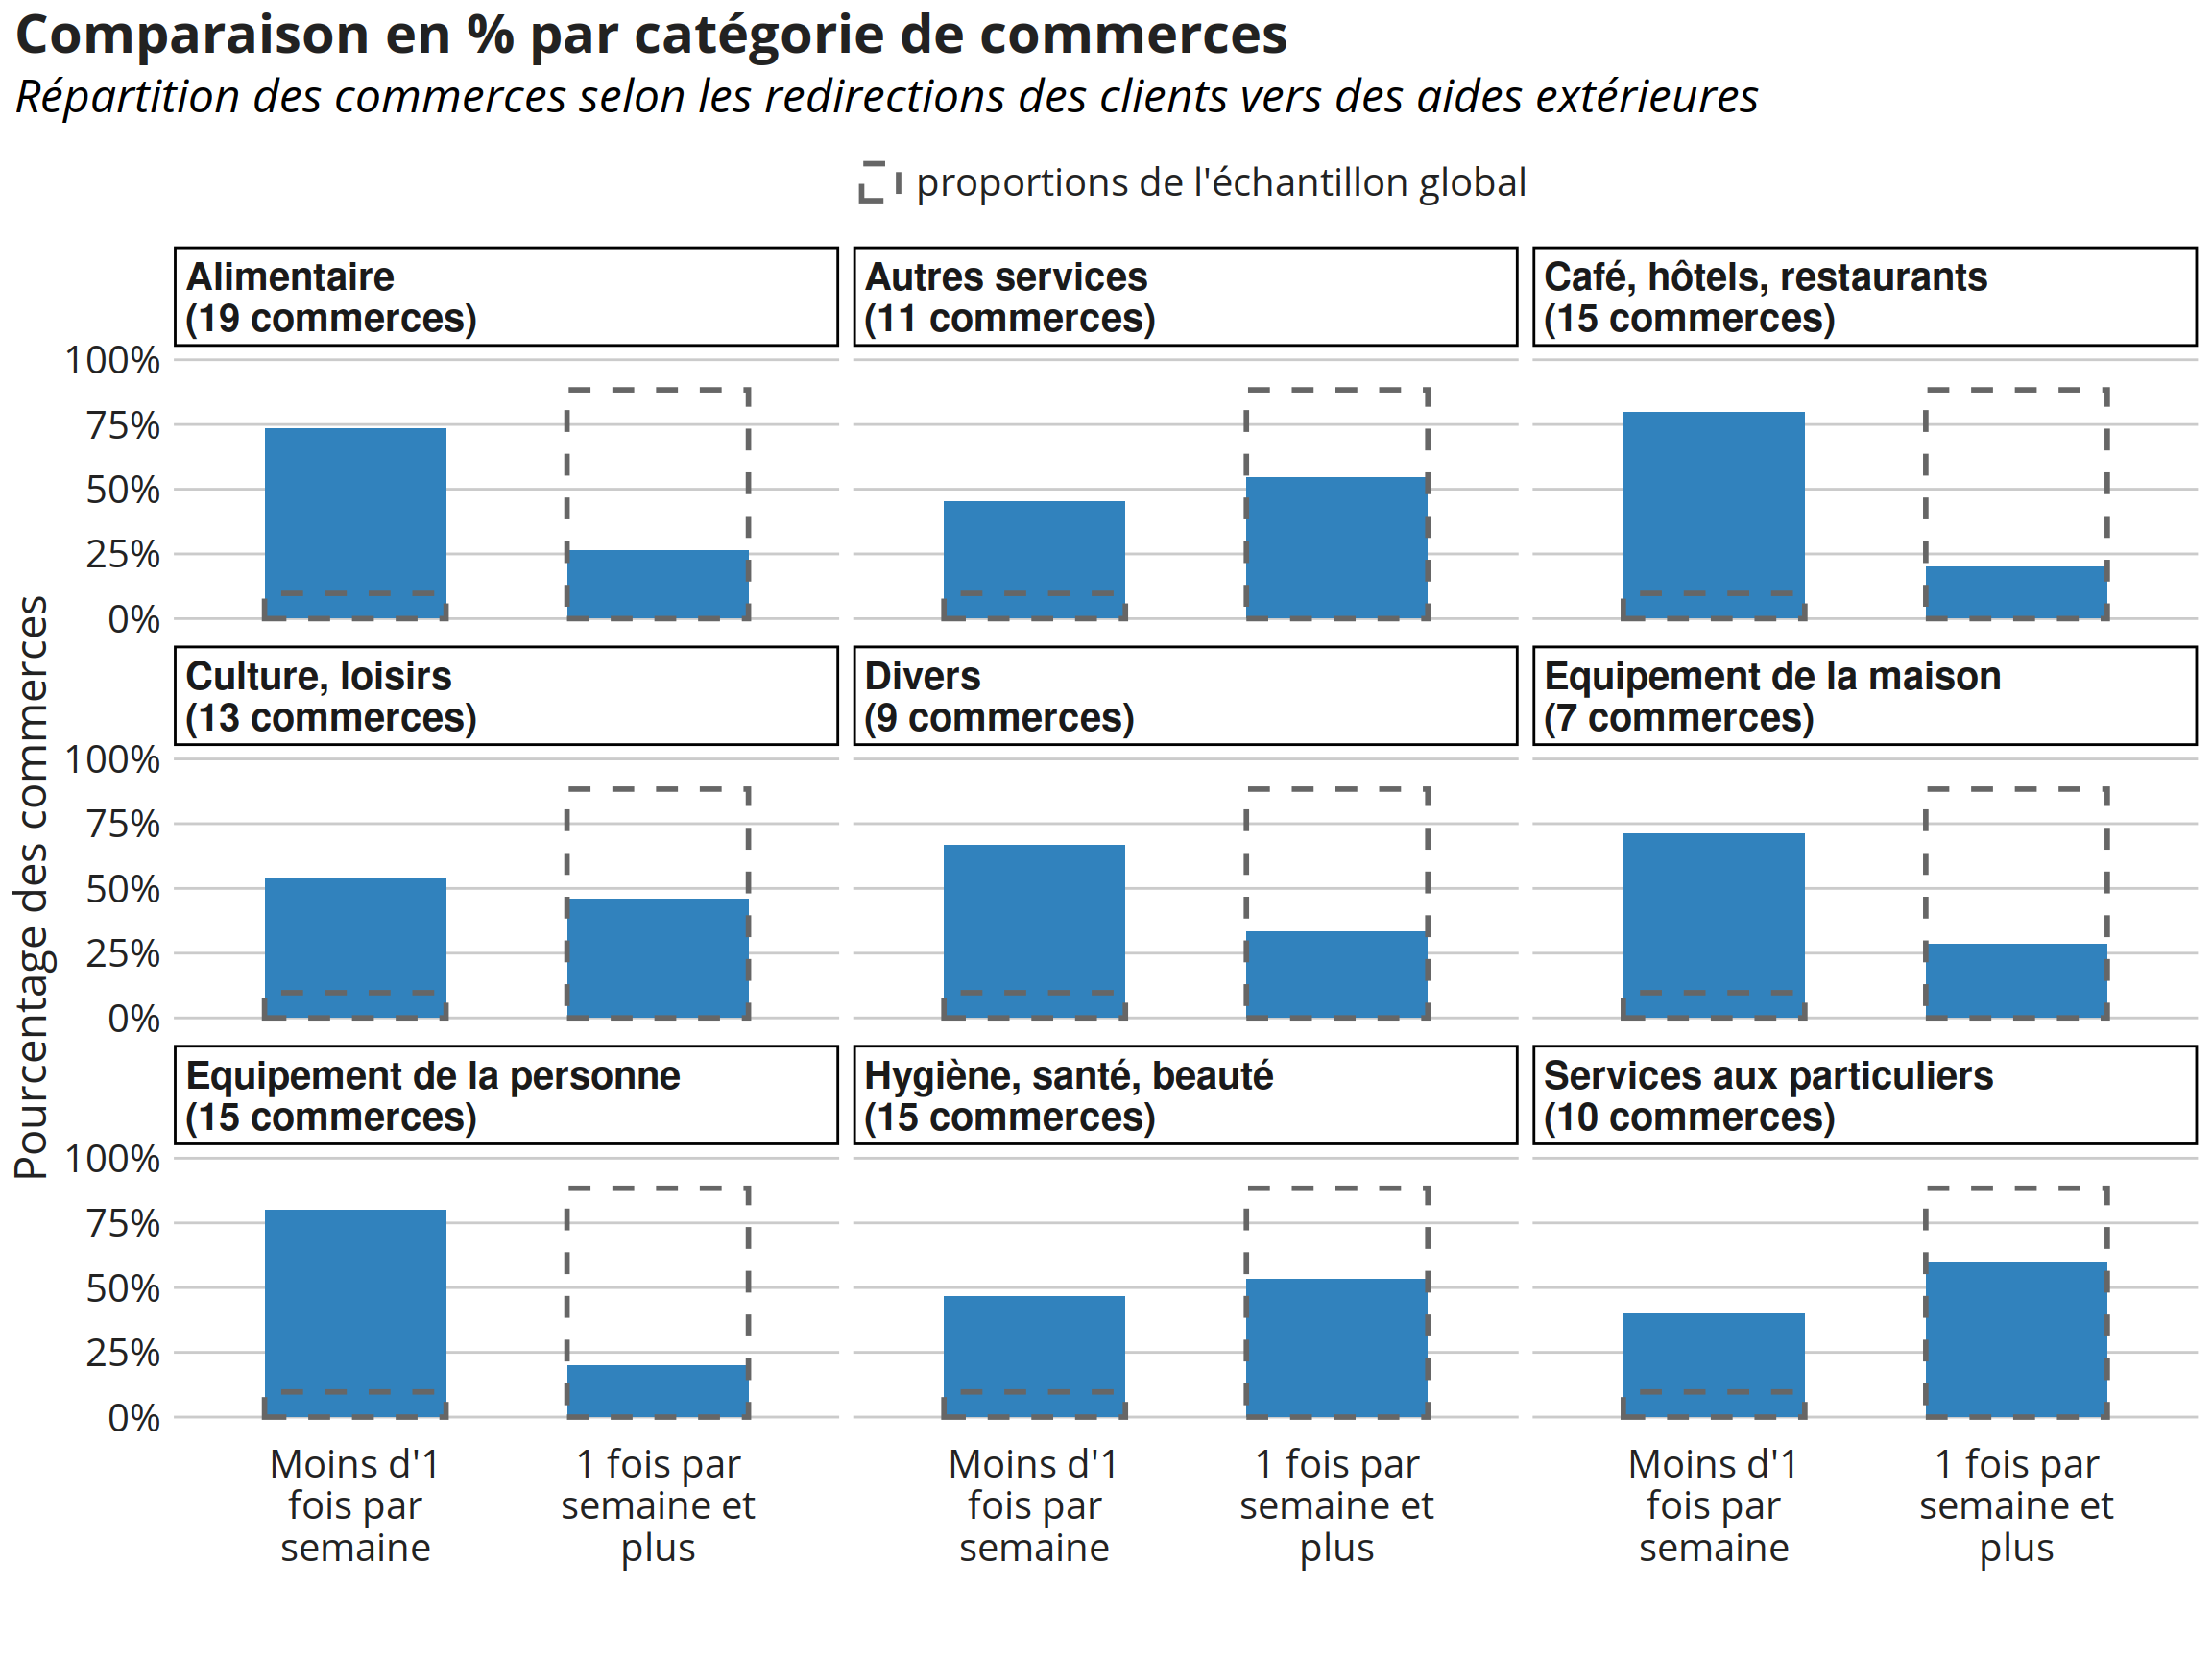 Comparaison en % par catégorie de commerces
Répartition des commerces selon les redirections des clients vers des aides extérieures
proportions de l'échantillon global
Pourcentage des commerces
Alimentaire
(19 commerces)
Autres services
(11 commerces)
Café, hôtels, restaurants
(15 commerces)
100%
75%
50%
25%
0%
Culture, loisirs
(13 commerces)
Divers
(9 commerces)
Equipement de la maison
(7 commerces)
100%
75%
50%
25%
0%
Equipement de la personne
(15 commerces)
Hygiène, santé, beauté
(15 commerces)
Services aux particuliers
(10 commerces)
100%
75%
50%
25%
0%
Moins d'1
fois par
semaine
1 fois par
semaine et
plus
Moins d'1
fois par
semaine
1 fois par
semaine et
plus
Moins d'1
fois par
semaine
1 fois par
semaine et
plus